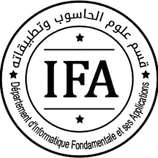 قسم علوم الحاسوب وتطبيقاته
IFA
Département d'Informatique Fondamentale et ses Applications